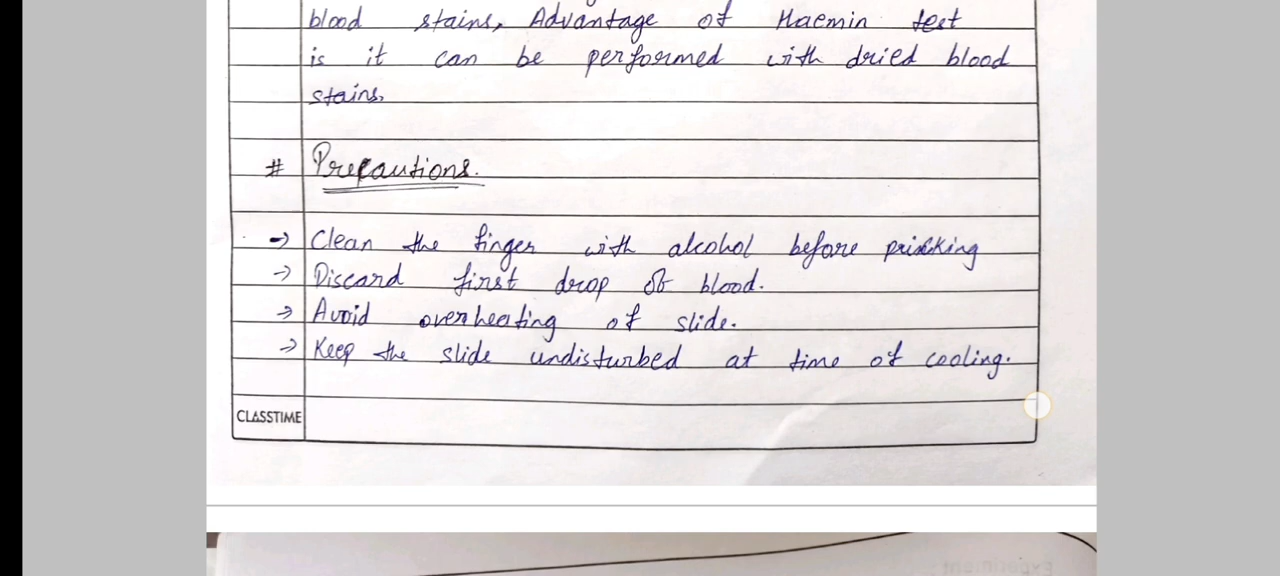 blood stains, Advantage of Haemin test
is it can be performed with dried blood
stains.
# Precautions.
→ Clean the finger with alcohol before pricking
→ Discard first drop of blood.
→ Avoid overheating of slide.
→ Keep the slide undisturbed at time of cooling.
CLASSTIME